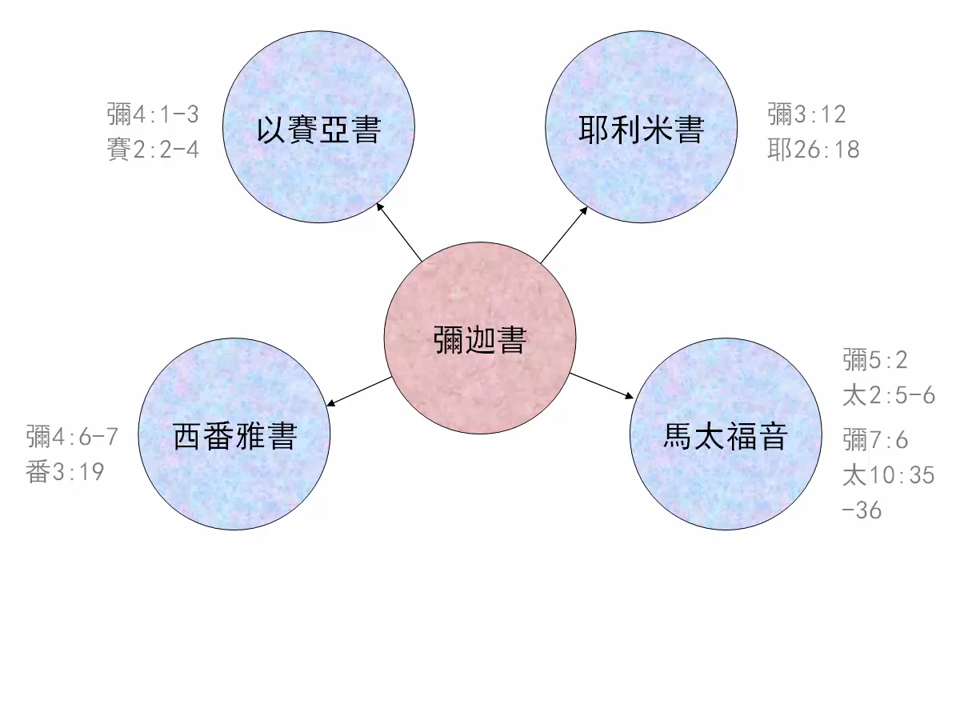 彌4:1-3
賽2:2-4
以賽亞書
耶利米書
彌3:12
耶26:18
彌迦書
彌4:6-7
番3:19
西番雅書
馬太福音
彌5:2
太2:5-6
彌7:6
太10:35
-36